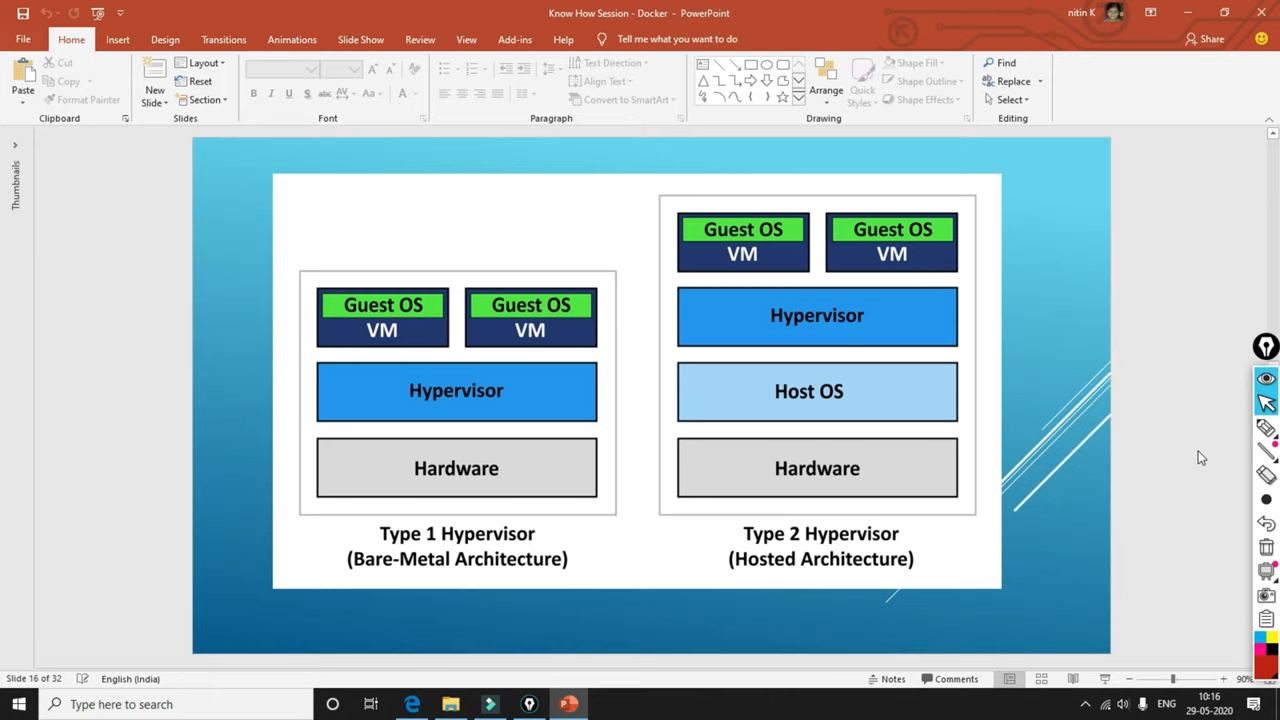 Know How Session - Docker - PowerPoint
nitin K
File Home Insert Design Transitions Animations Slide Show Review View Add-ins Help Tell me what you want to do Share
Paste
Cut
Copy
Format Painter
Clipboard
New Slide
Layout
Reset
Section
Slides
B I U S abc AV Aa A
Font
Text Direction
Align Text
Convert to SmartArt
Paragraph
Arrange
Quick Styles
Shape Fill
Shape Outline
Shape Effects
Drawing
Find
Replace
Select
Editing
Thumbnails
Guest OS
VM
Guest OS
VM
Hypervisor
Hardware
Type 1 Hypervisor
(Bare-Metal Architecture)
Guest OS
VM
Guest OS
VM
Hypervisor
Host OS
Hardware
Type 2 Hypervisor
(Hosted Architecture)
Slide 16 of 32 English (India) Notes Comments 90%
Type here to search
ENG
10:16
29-05-2020